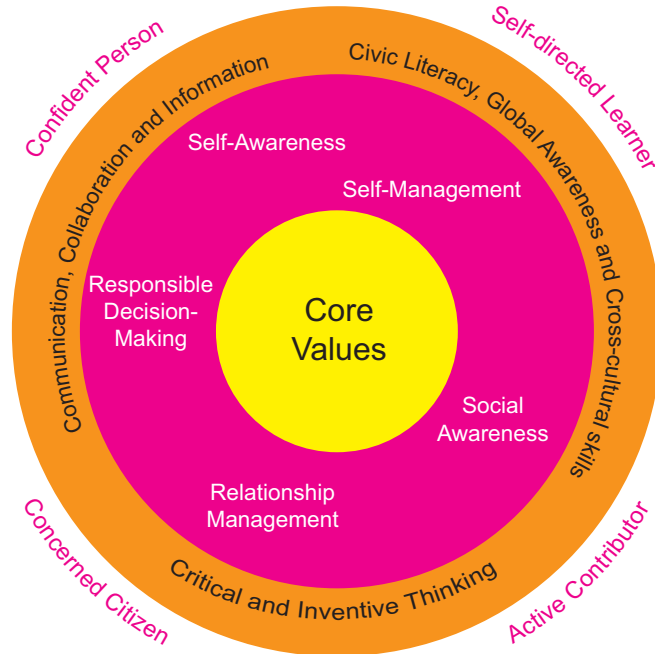 Confident Person
Self-directed Learner
Communication, Collaboration and Information
Civic Literacy, Global Awareness and Cross-cultural skills
Self-Awareness
Self-Management
Responsible
Decision-
Making
Core
Values
Social
Awareness
Relationship
Management
Critical and Inventive Thinking
Concerned Citizen
Active Contributor